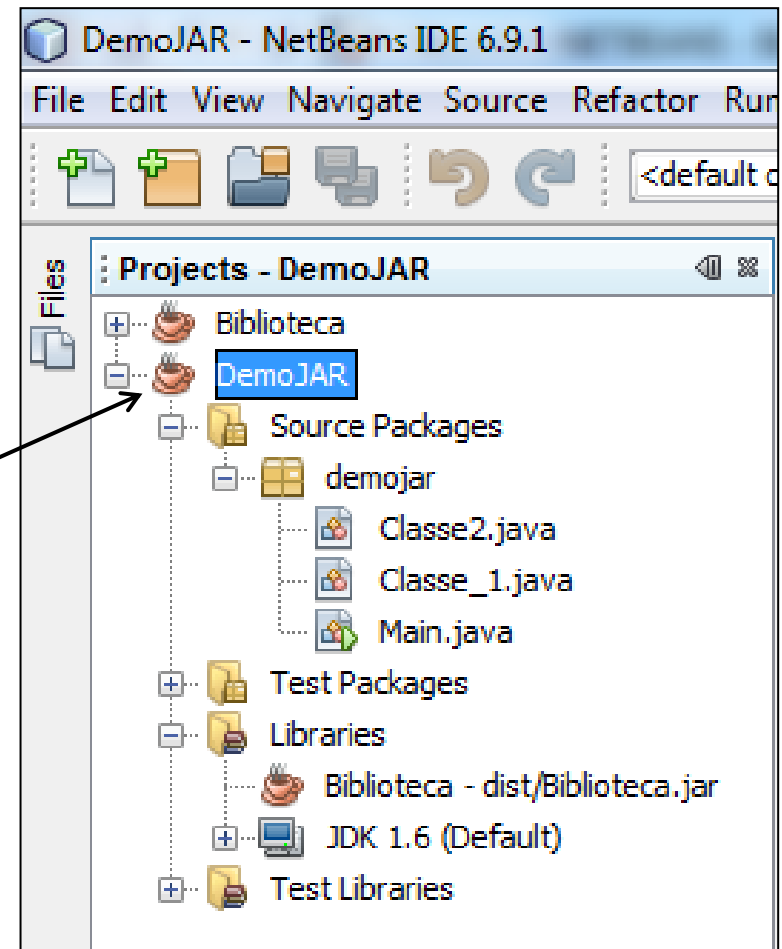 DemoJAR - NetBeans IDE 6.9.1
File Edit View Navigate Source Refactor Run
<default c
Files
Projects - DemoJAR
Biblioteca
DemoJAR
Source Packages
demojar
Classe2.java
Classe_1.java
Main.java
Test Packages
Libraries
Biblioteca - dist/Biblioteca.jar
JDK 1.6 (Default)
Test Libraries